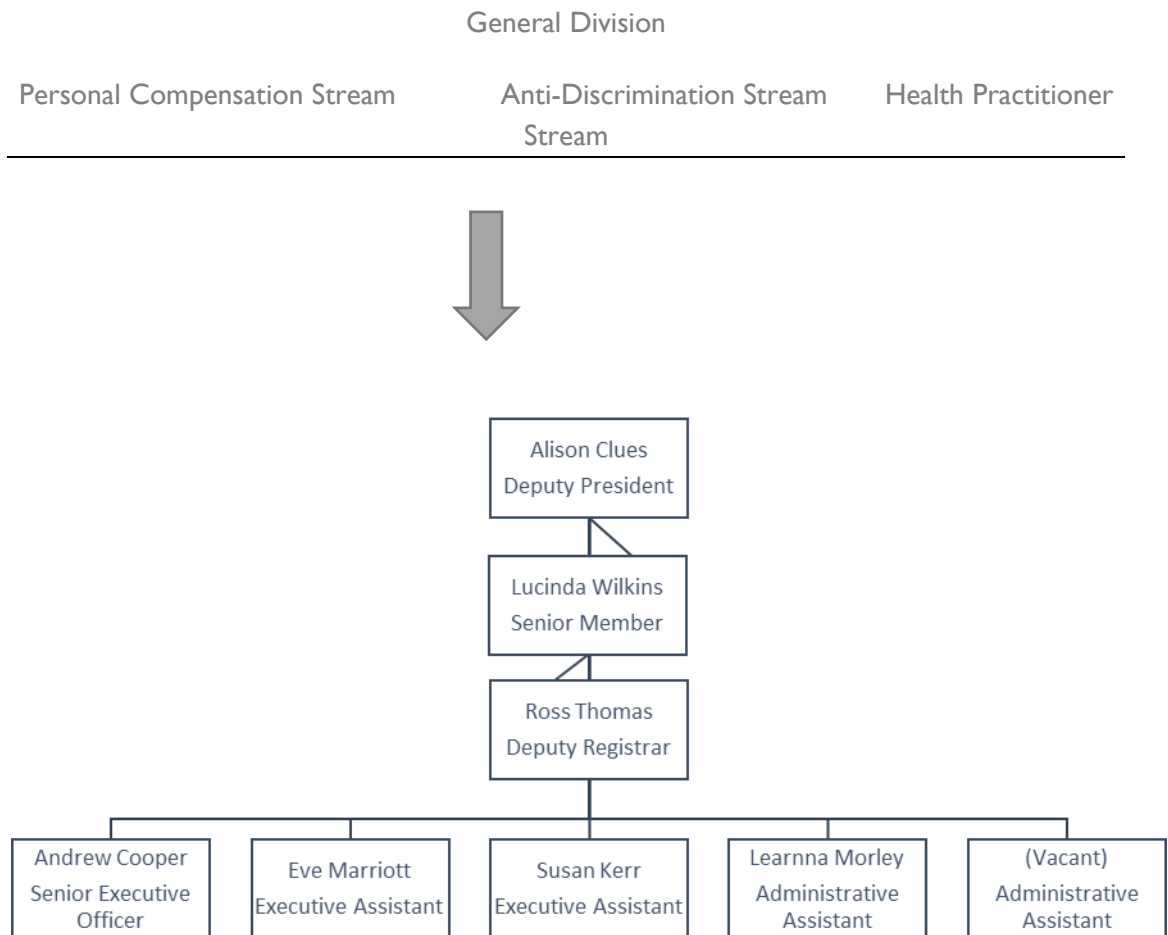 General Division
Personal Compensation Stream Anti-Discrimination Stream Health Practitioner
Stream
Alison Clues
Deputy President
Lucinda Wilkins
Senior Member
Ross Thomas
Deputy Registrar
Andrew Cooper
Senior Executive
Officer
Eve Marriott
Executive Assistant
Susan Kerr
Executive Assistant
Learnna Morley
Administrative
Assistant
(Vacant)
Administrative
Assistant